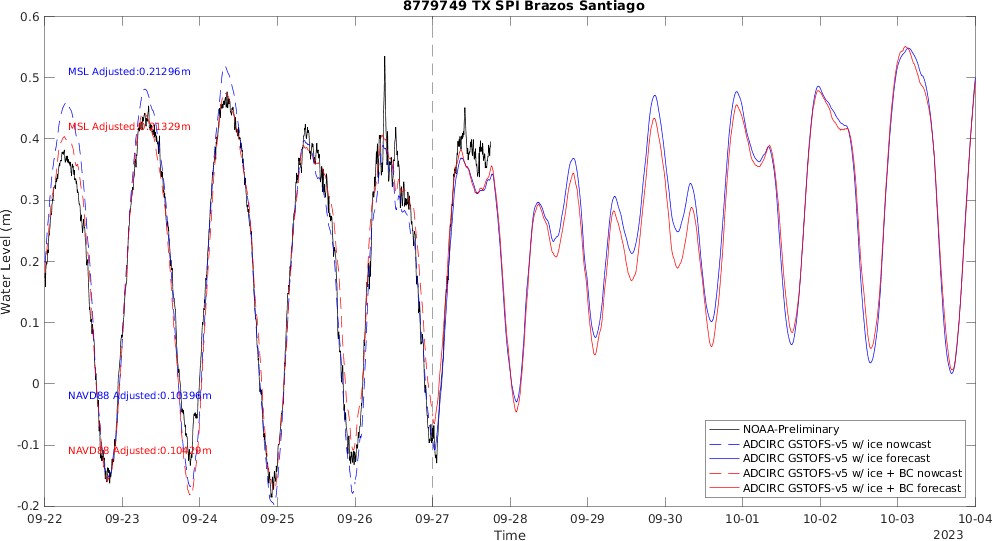 8779749 TX SPI Brazos Santiago
0.6
0.5
0.4
0.3
0.2
0.1
0
-0.1
-0.2
Water Level (m)
MSL Adjusted:0.21296m
NAVD88 Adjusted:0.10396m
NOAA-Preliminary
ADCIRC GSTOFS-v5 w/ ice nowcast
ADCIRC GSTOFS-v5 w/ ice forecast
ADCIRC GSTOFS-v5 w/ ice + BC nowcast
ADCIRC GSTOFS-v5 w/ ice + BC forecast
MSL Adjusted:
NAVD88 Adjusted:
09-22 09-23 09-24 09-25 09-26 09-27 09-28 09-29 09-30 10-01 10-02 10-03 10-04
Time
2023